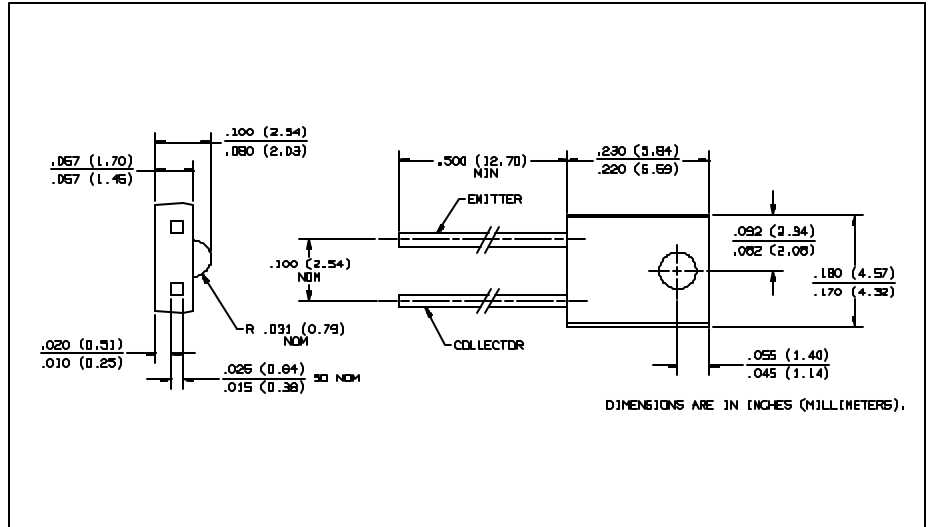 .100 (2.54)
.080 (2.03)
.067 (1.70)
.057 (1.45)
.500 (12.70)
MIN
.230 (5.84)
.220 (5.59)
EMITTER
.092 (2.34)
.082 (2.08)
.100 (2.54)
NOM
.180 (4.57)
.170 (4.32)
R .031 (0.79)
NOM
COLLECTOR
.020 (0.51)
.010 (0.25)
.025 (0.64)
.015 (0.38)
SQ NOM
.055 (1.40)
.045 (1.14)
DIMENSIONS ARE IN INCHES (MILLIMETERS).